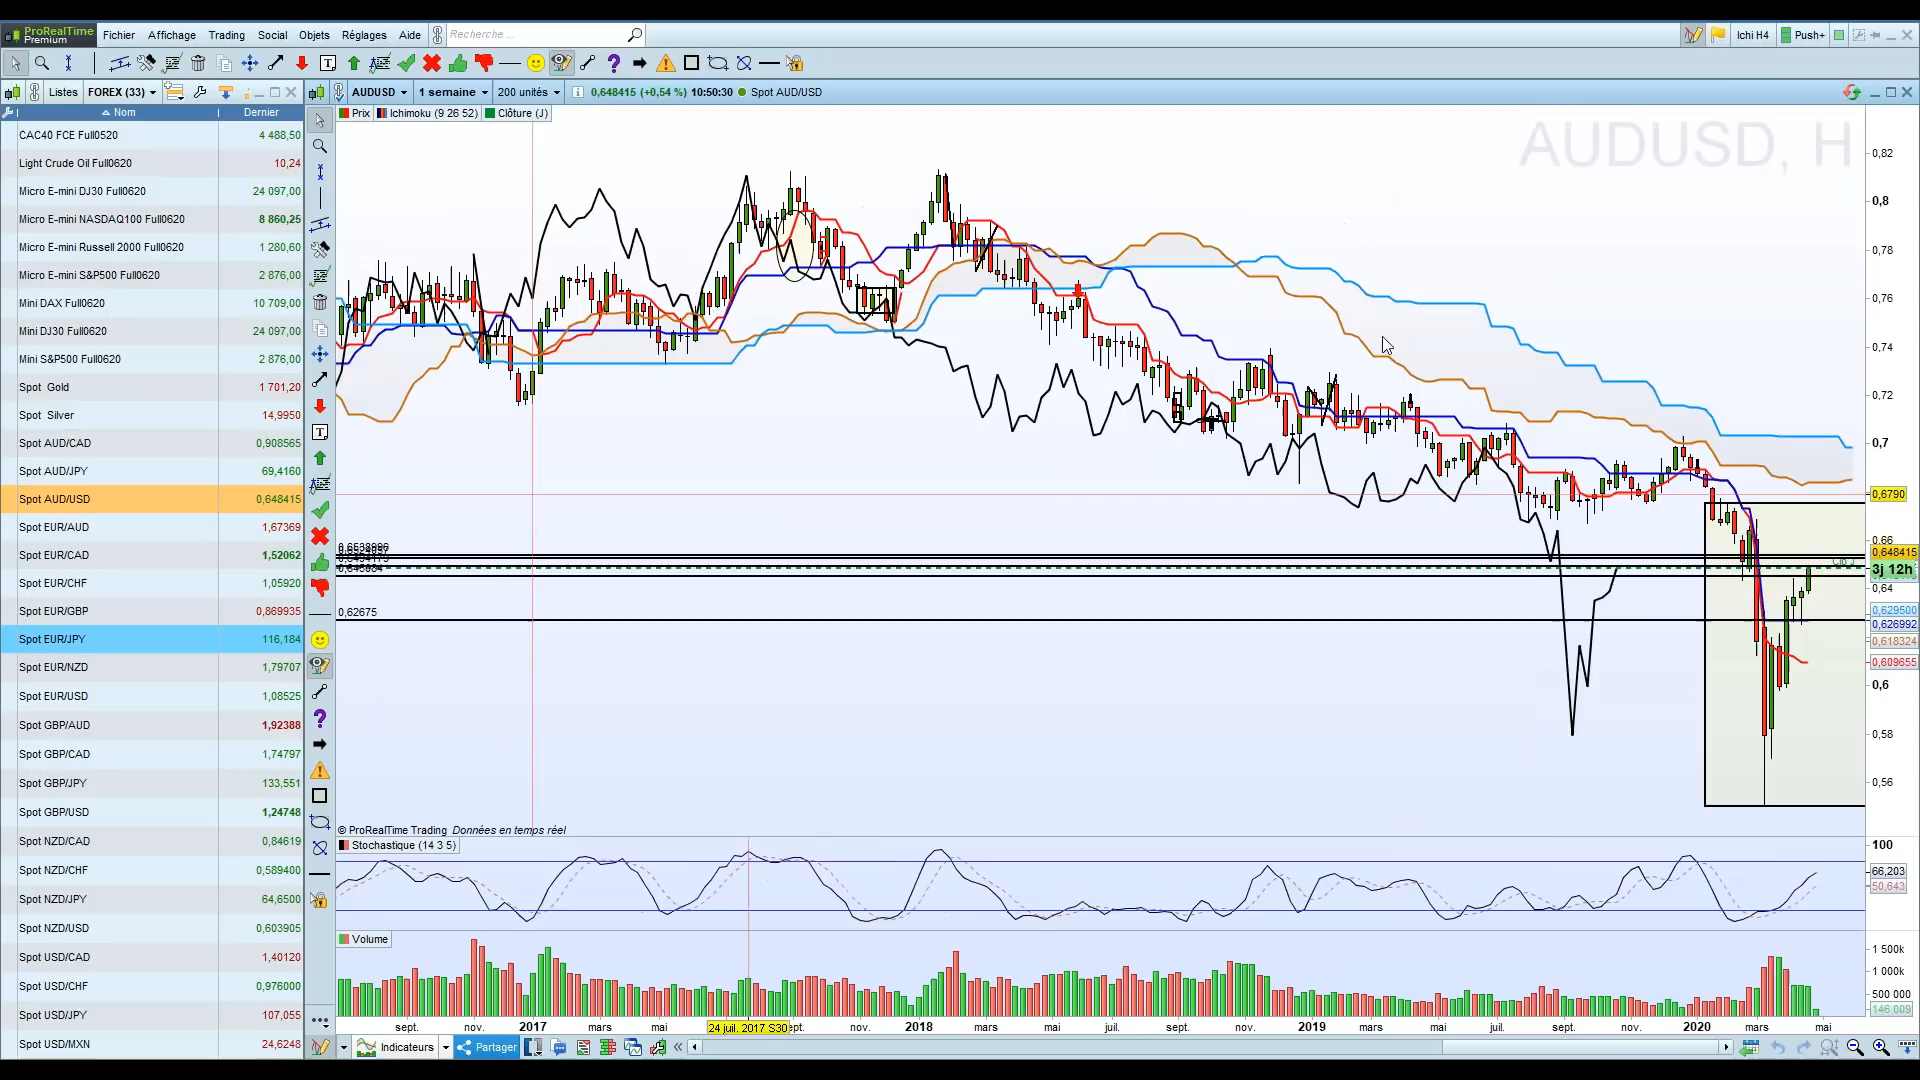 ProRealTime
Premium
Fichier Affichage Trading Social Objets Réglages Aide Recherche ... Ichi H4 Push+
Listes FOREX (33) AUDUSD 1 semaine 200 unités 0,648415 (+0,54 %) 10:50:30 Spot AUD/USD
Nom Dernier
Prix Ichimoku (9 26 52) Clôture (J)
AUDUSD, H
CAC40 FCE Full0520 4 488,50
Light Crude Oil Full0620 10,24
Micro E-mini DJ30 Full0620 24 097,00
Micro E-mini NASDAQ100 Full0620 8 860,25
Micro E-mini Russell 2000 Full0620 1 280,60
Micro E-mini S&P500 Full0620 2 876,00
Mini DAX Full0620 10 709,00
Mini DJ30 Full0620 24 097,00
Mini S&P500 Full0620 2 876,00
Spot Gold 1 701,20
Spot Silver 14,9950
Spot AUD/CAD 0,908565
Spot AUD/JPY 69,4160
Spot AUD/USD 0,648415
Spot EUR/AUD 1,67369
Spot EUR/CAD 1,52062
Spot EUR/CHF 1,05920
Spot EUR/GBP 0,869935
Spot EUR/JPY 116,184
Spot EUR/NZD 1,79707
Spot EUR/USD 1,08525
Spot GBP/AUD 1,92388
Spot GBP/CAD 1,74797
Spot GBP/JPY 133,551
Spot GBP/USD 1,24748
Spot NZD/CAD 0,84619
Spot NZD/CHF 0,589400
Spot NZD/JPY 64,6500
Spot NZD/USD 0,603905
Spot USD/CAD 1,40120
Spot USD/CHF 0,976000
Spot USD/JPY 107,055
Spot USD/MXN 24,6248
0,82
0,8
0,78
0,76
0,74
0,72
0,7
0,6790
0,66
0,648415
3j 12h
0,64
0,629500
0,626992
0,618324
0,609655
0,6
0,58
0,56
0,62675
© ProRealTime Trading Données en temps réel
Stochastique (14 3 5)
100
66,203
50,643
Volume
1 500k
1 000k
500 000
146 009
sept. nov. 2017 mars mai 24 juil. 2017 S30 ept. nov. 2018 mars mai juil. sept. nov. 2019 mars mai juil. sept. nov. 2020 mars mai
Indicateurs Partager